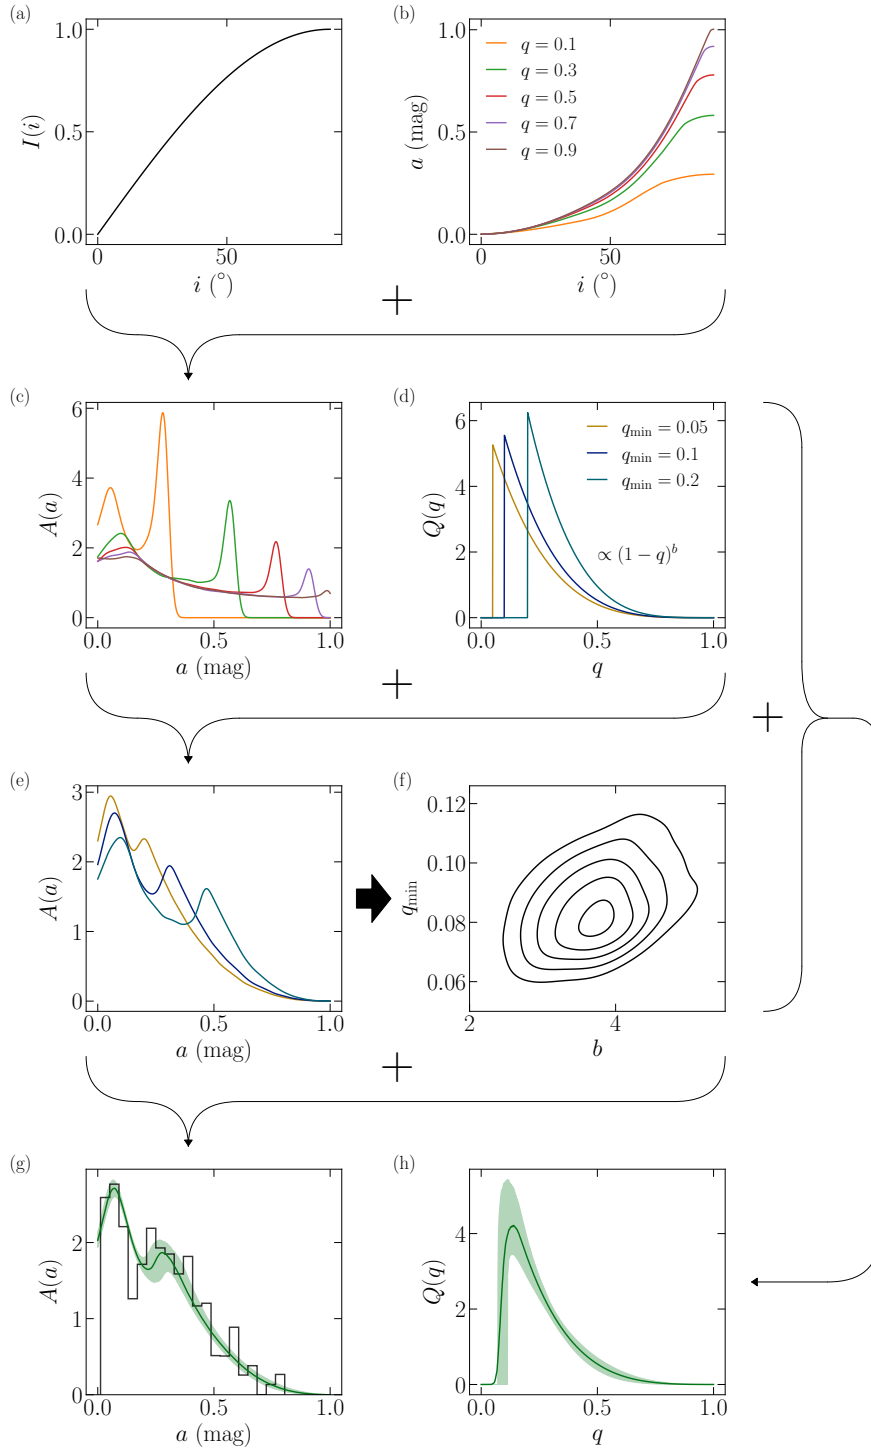 (a)
(b)
1.0
0.5
0.0
I(i)
0
50
i (°)
1.0
0.5
0.0
a (mag)
q = 0.1
q = 0.3
q = 0.5
q = 0.7
q = 0.9
0
50
i (°)
+
(c)
(d)
6
4
2
0
A(a)
0.0
0.5
1.0
a (mag)
6
4
2
0
Q(q)
q_min = 0.05
q_min = 0.1
q_min = 0.2
∝ (1 − q)^b
0.0
0.5
1.0
q
+
+
(e)
(f)
3
2
1
0
A(a)
0.0
0.5
1.0
a (mag)
0.12
0.10
0.08
0.06
q_min
2
4
b
+
(g)
(h)
2
1
0
A(a)
0.0
0.5
1.0
a (mag)
4
2
0
Q(q)
0.0
0.5
1.0
q